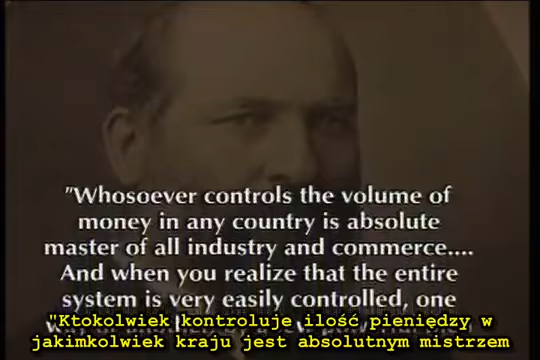 "Whosoever controls the volume of
money in any country is absolute
master of all industry and commerce....
And when you realize that the entire
system is very easily controlled, one
"Ktokolwiek kontroluje ilość pieniędzy w
jakimkolwiek kraju jest absolutnym mistrzem